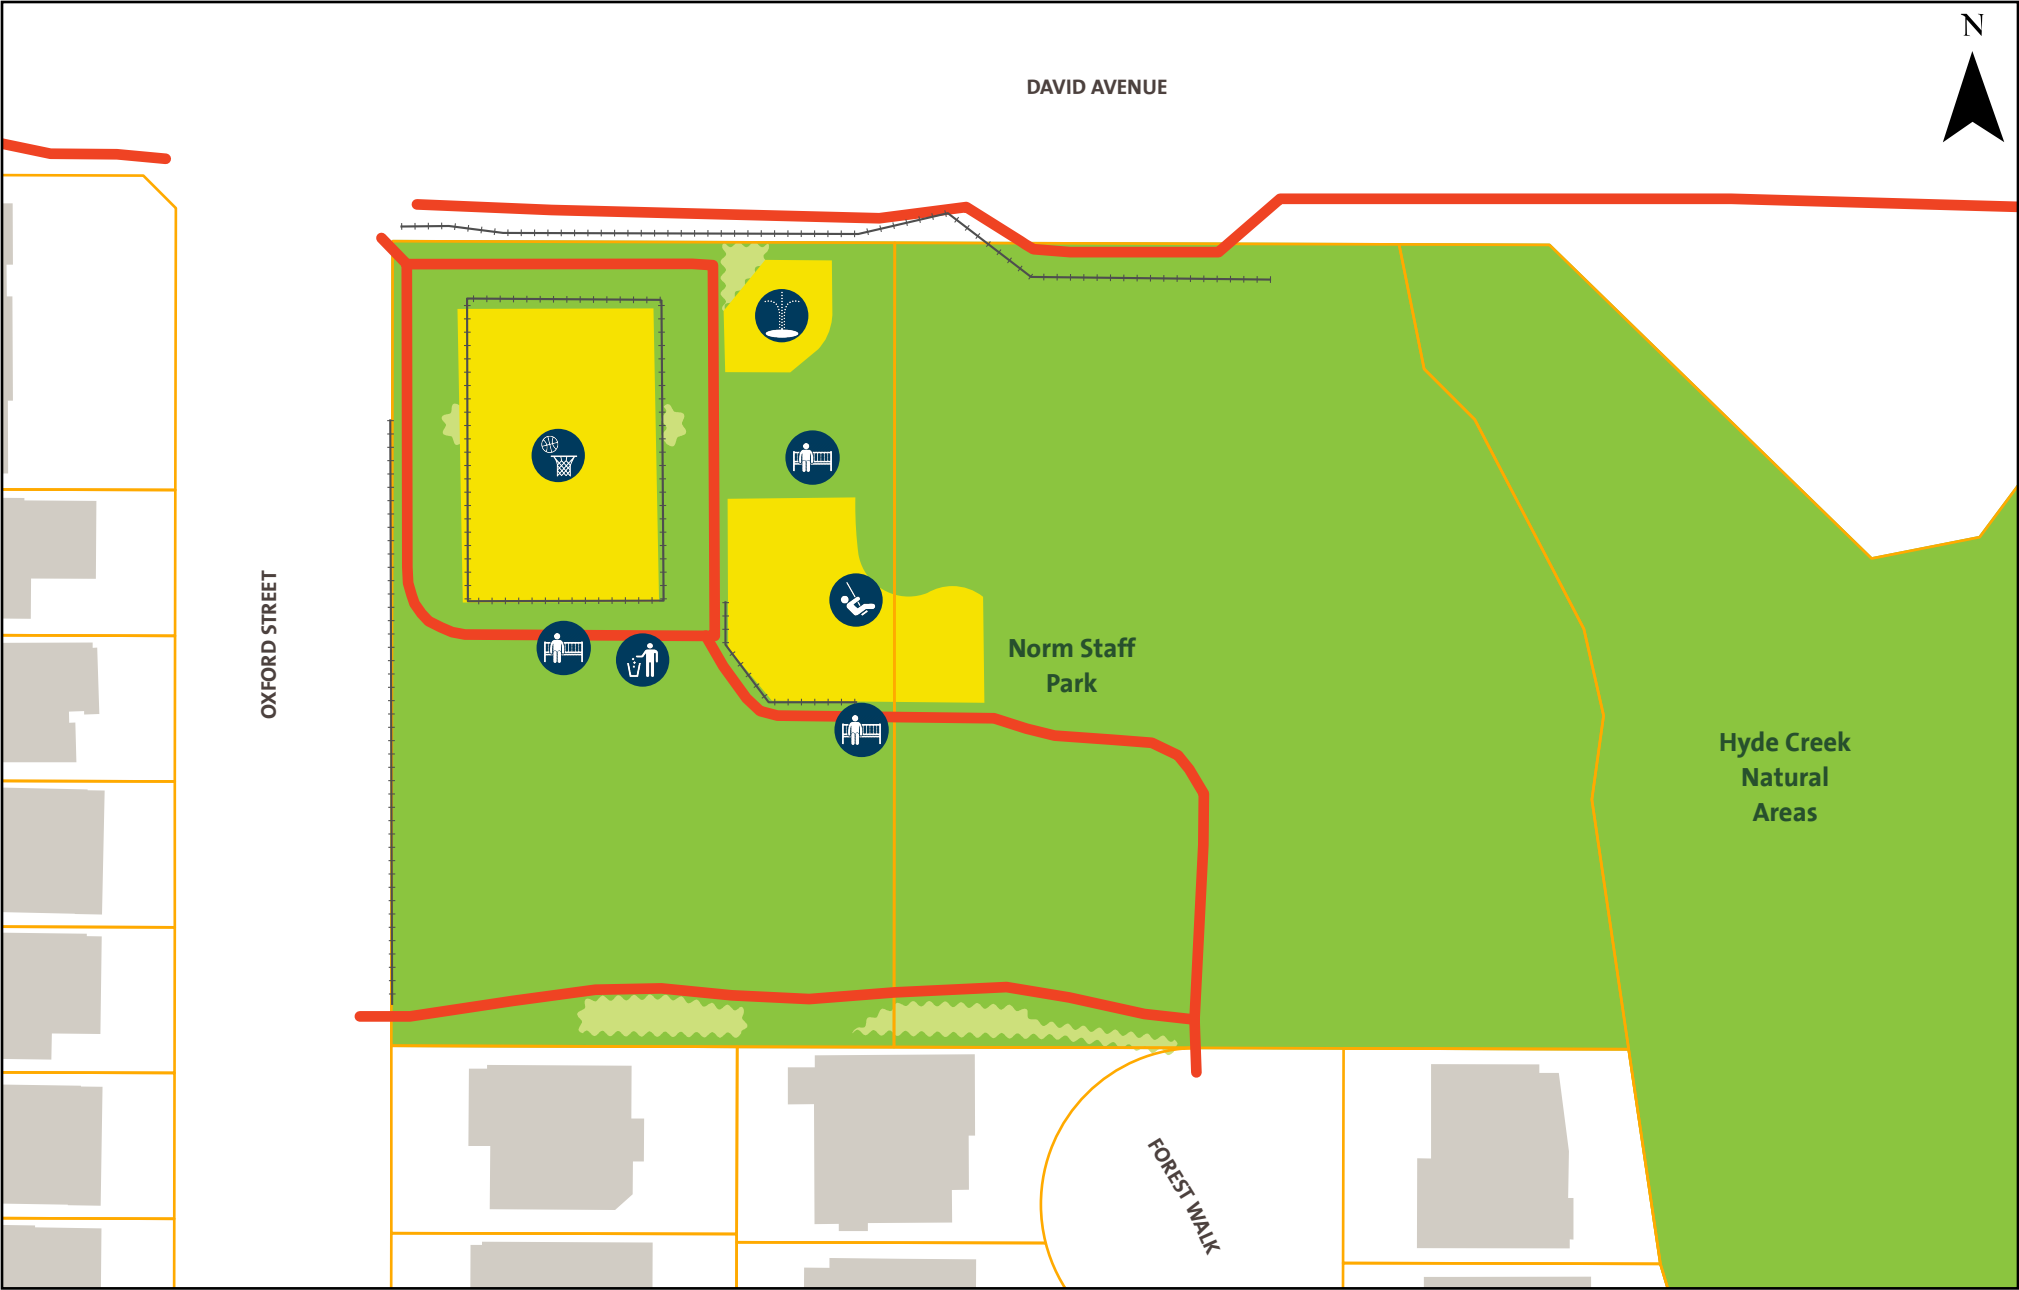 N
DAVID AVENUE
OXFORD STREET
Norm Staff
Park
Hyde Creek
Natural
Areas
FOREST WALK